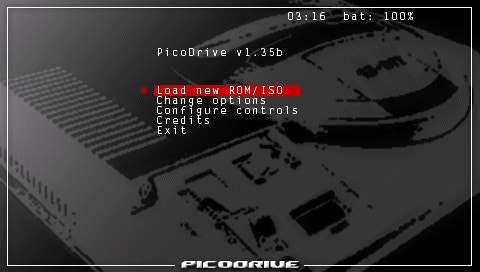 03:16 bat: 100%
PicoDrive v1.35b
Load new ROM/ISO
Change options
Configure controls
Credits
Exit
PICODRIVE